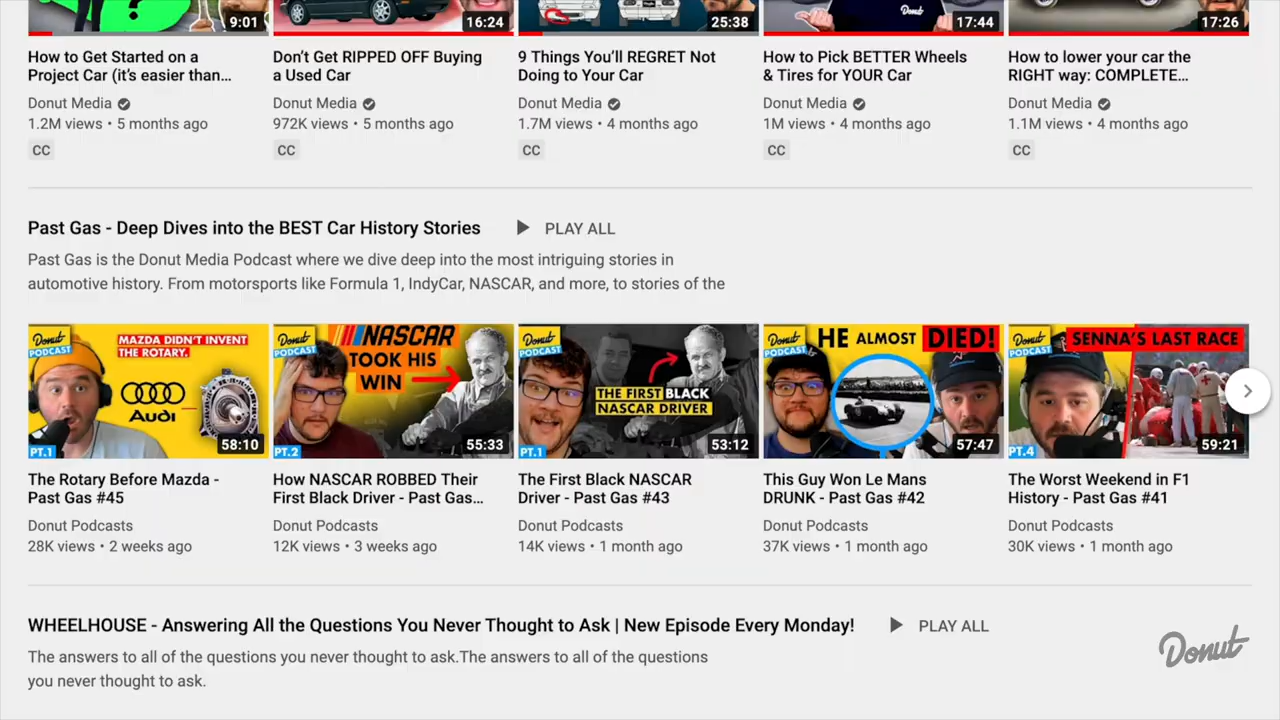 9:01
16:24
25:38
Donut
17:44
17:26
How to Get Started on a
Project Car (it's easier than...
Donut Media
1.2M views • 5 months ago
CC
Don't Get RIPPED OFF Buying
a Used Car
Donut Media
972K views • 5 months ago
CC
9 Things You'll REGRET Not
Doing to Your Car
Donut Media
1.7M views • 4 months ago
CC
How to Pick BETTER Wheels
& Tires for YOUR Car
Donut Media
1M views • 4 months ago
CC
How to lower your car the
RIGHT way: COMPLETE...
Donut Media
1.1M views • 4 months ago
CC
Past Gas - Deep Dives into the BEST Car History Stories
PLAY ALL
Past Gas is the Donut Media Podcast where we dive deep into the most intriguing stories in
automotive history. From motorsports like Formula 1, IndyCar, NASCAR, and more, to stories of the
Donut
PODCAST
MAZDA DIDN'T INVENT
THE ROTARY.
Audi
PT.1
58:10
The Rotary Before Mazda -
Past Gas #45
Donut Podcasts
28K views • 2 weeks ago
Donut
PODCAST
NASCAR
TOOK HIS
WIN
PT.2
55:33
How NASCAR ROBBED Their
First Black Driver - Past Gas...
Donut Podcasts
12K views • 3 weeks ago
Donut
PODCAST
THE FIRST BLACK
NASCAR DRIVER
PT.1
53:12
The First Black NASCAR
Driver - Past Gas #43
Donut Podcasts
14K views • 1 month ago
Donut
PODCAST
HE ALMOST DIED!
57:47
This Guy Won Le Mans
DRUNK - Past Gas #42
Donut Podcasts
37K views • 1 month ago
Donut
PODCAST
SENNA'S LAST RACE
PT.4
59:21
The Worst Weekend in F1
History - Past Gas #41
Donut Podcasts
30K views • 1 month ago
WHEELHOUSE - Answering All the Questions You Never Thought to Ask | New Episode Every Monday!
PLAY ALL
The answers to all of the questions you never thought to ask.The answers to all of the questions
you never thought to ask.
Donut